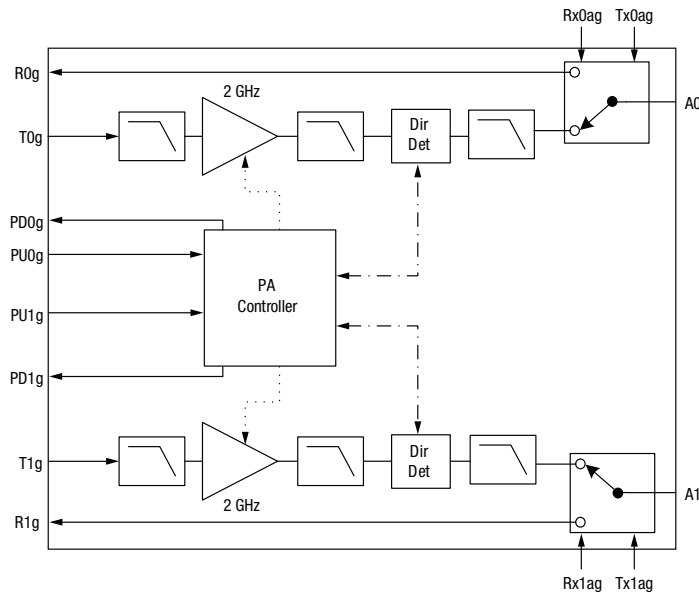 Rx0ag Tx0ag
R0g
2 GHz
A0
T0g
Dir
Det
PD0g
PU0g
PA
Controller
PU1g
PD1g
T1g
Dir
Det
A1
2 GHz
R1g
Rx1ag Tx1ag